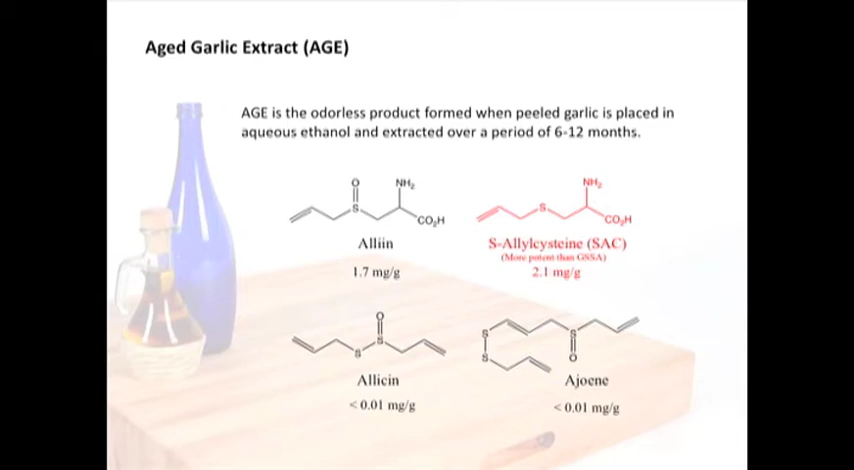 Aged Garlic Extract (AGE)
AGE is the odorless product formed when peeled garlic is placed in
aqueous ethanol and extracted over a period of 6-12 months.
O NH₂
S CO₂H
Alliin
1.7 mg/g
NH₂
S CO₂H
S-Allylcysteine (SAC)
(More potent than GSSA)
2.1 mg/g
O
S
S
Allicin
<0.01 mg/g
S S
S O
Ajoene
<0.01 mg/g